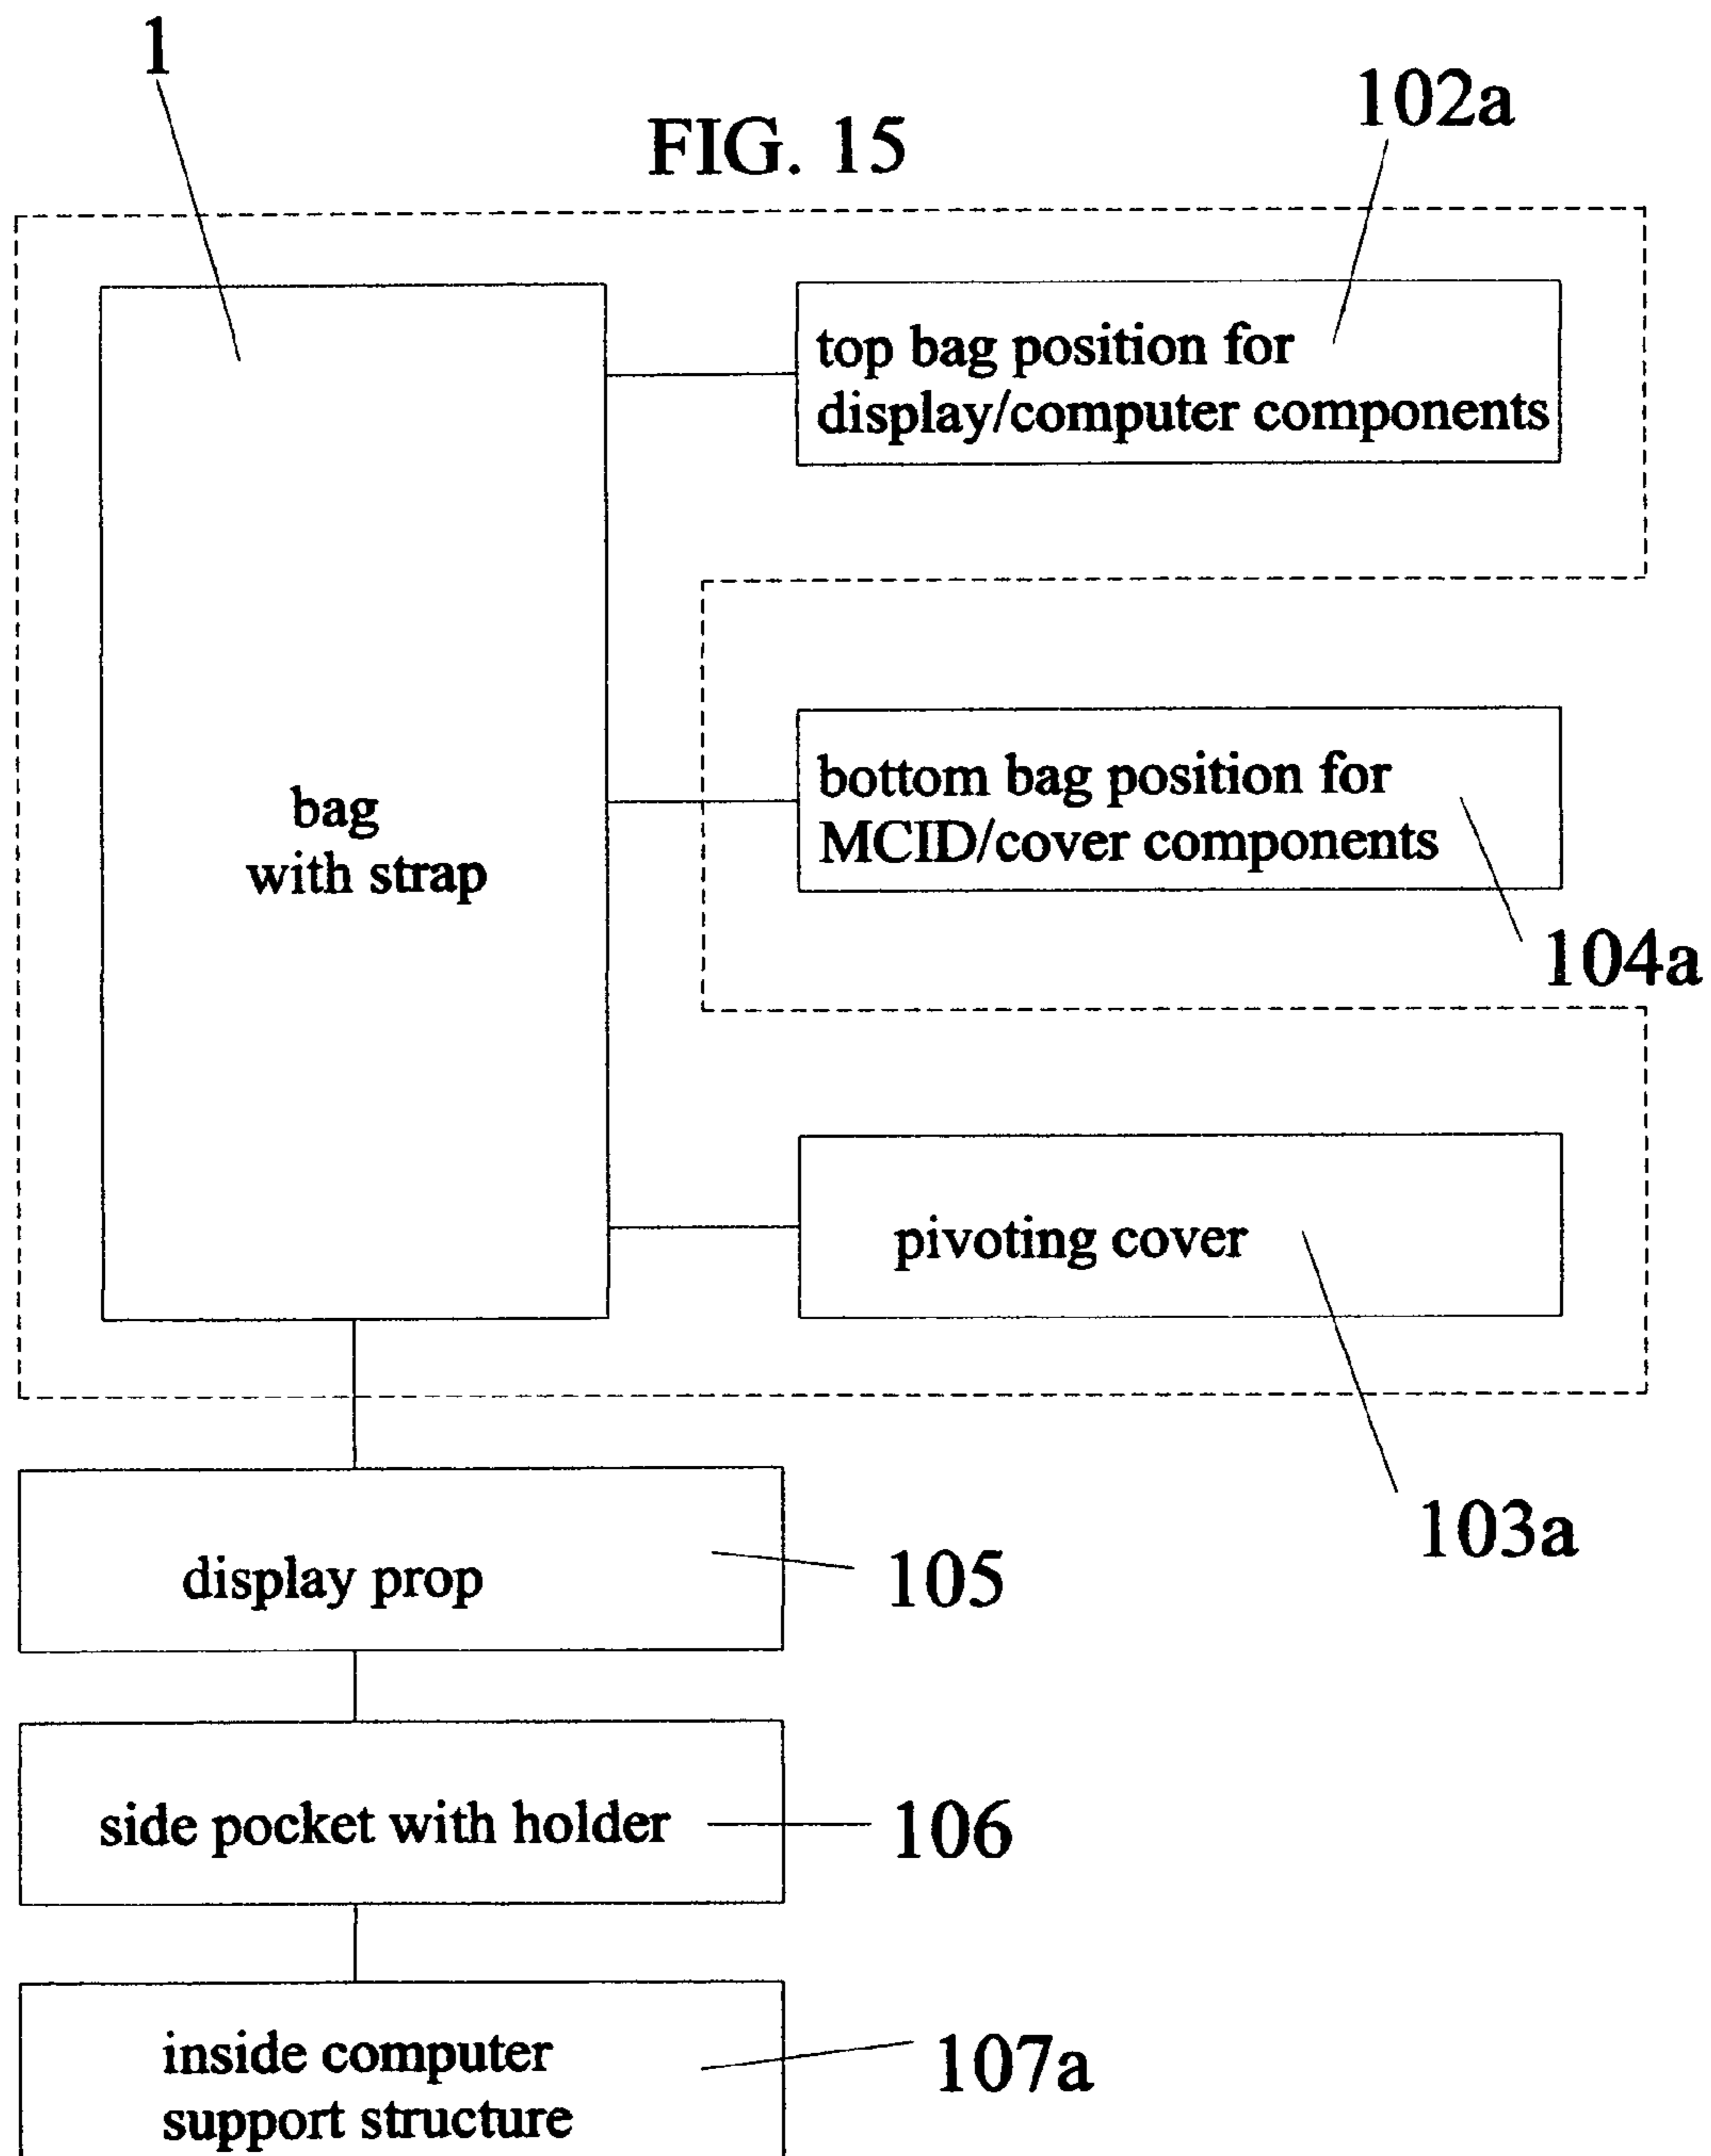 1
102a
FIG. 15
top bag position for
display/computer components
bag
with strap
bottom bag position for
MCID/cover components
104a
pivoting cover
103a
display prop
105
side pocket with holder
106
inside computer
support structure
107a